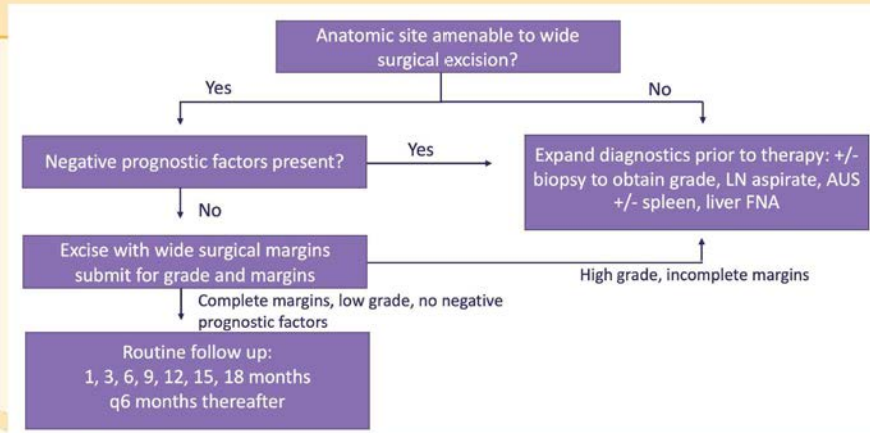 Anatomic site amenable to wide
surgical excision?
Yes
No
Negative prognostic factors present?
Yes
Expand diagnostics prior to therapy: +/-
biopsy to obtain grade, LN aspirate, AUS
+/- spleen, liver FNA
No
Excise with wide surgical margins
submit for grade and margins
High grade, incomplete margins
Complete margins, low grade, no negative
prognostic factors
Routine follow up:
1, 3, 6, 9, 12, 15, 18 months
q6 months thereafter